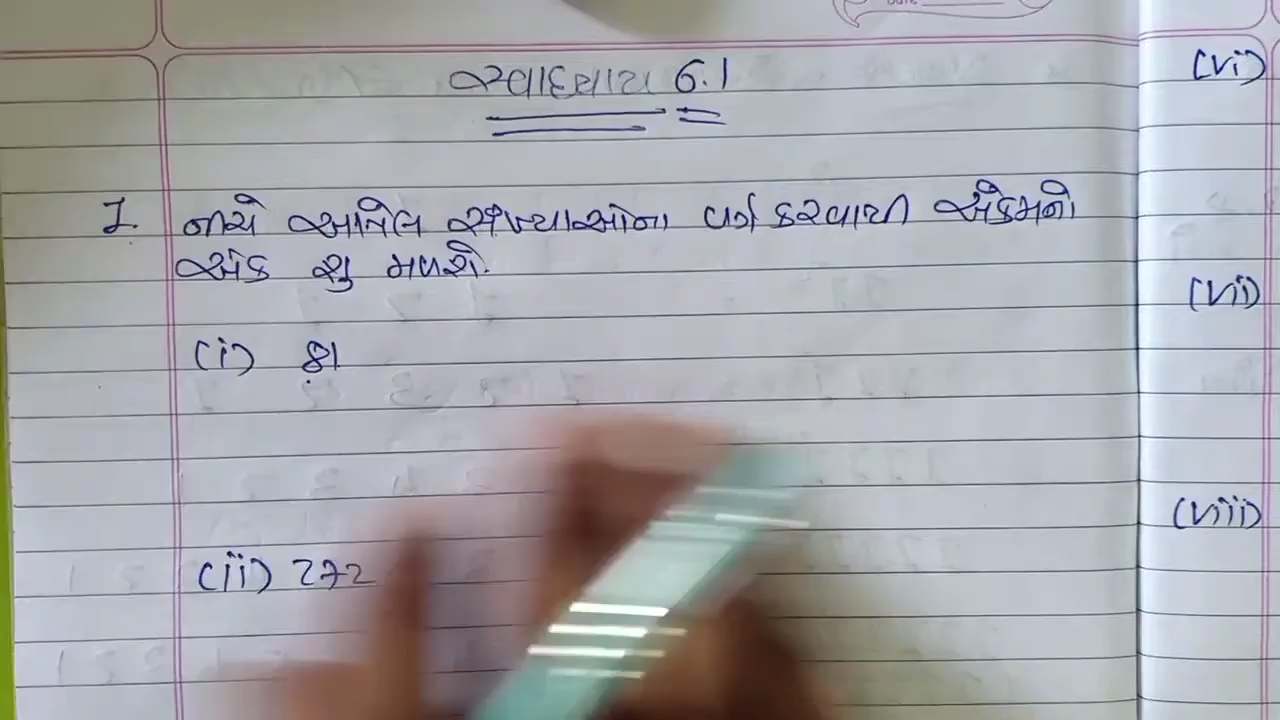 સ્વાધ્યાય 6.1
1. નીચે આપેલ સંખ્યાઓના વર્ગ કરવાથી એકમનો
અંક શુ મળશે.
(i) 81
(ii) 272
(vi)
(vii)
(viii)